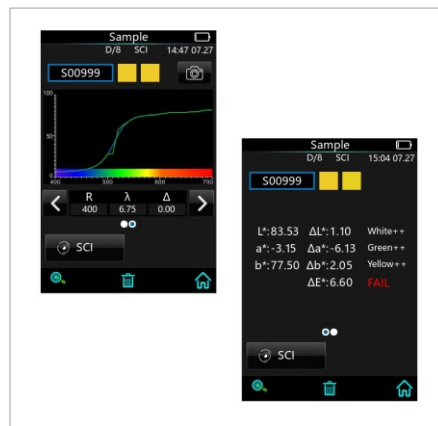 Sample
D/8 SCI 14:47 07.27
S00999
100
50
400 500 600 700
R λ Δ
400 6.75 0.00
SCI
Sample
D/8 SCI 15:04 07.27
S00999
L*:83.53 ΔL*:1.10 White++
a*:-3.15 Δa*:-6.13 Green++
b*:77.50 Δb*:2.05 Yellow++
ΔE*:6.60 FAIL
SCI